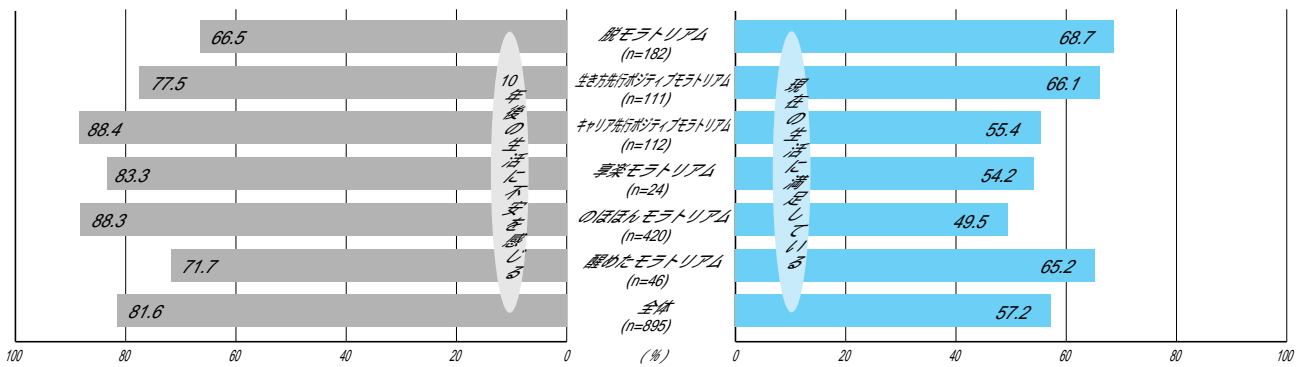 66.5
脱モラトリアム
(n=182)
68.7
77.5
生き方先行ポジティブモラトリアム
(n=111)
66.1
88.4
キャリア先行ポジティブモラトリアム
(n=112)
55.4
83.3
享楽モラトリアム
(n=24)
54.2
88.3
のほほんモラトリアム
(n=420)
49.5
71.7
醒めたモラトリアム
(n=46)
65.2
81.6
全体
(n=895)
57.2
10年後の生活に不安を感じる
現在の生活に満足している
100 80 60 40 20 0 (%) 0 20 40 60 80 100